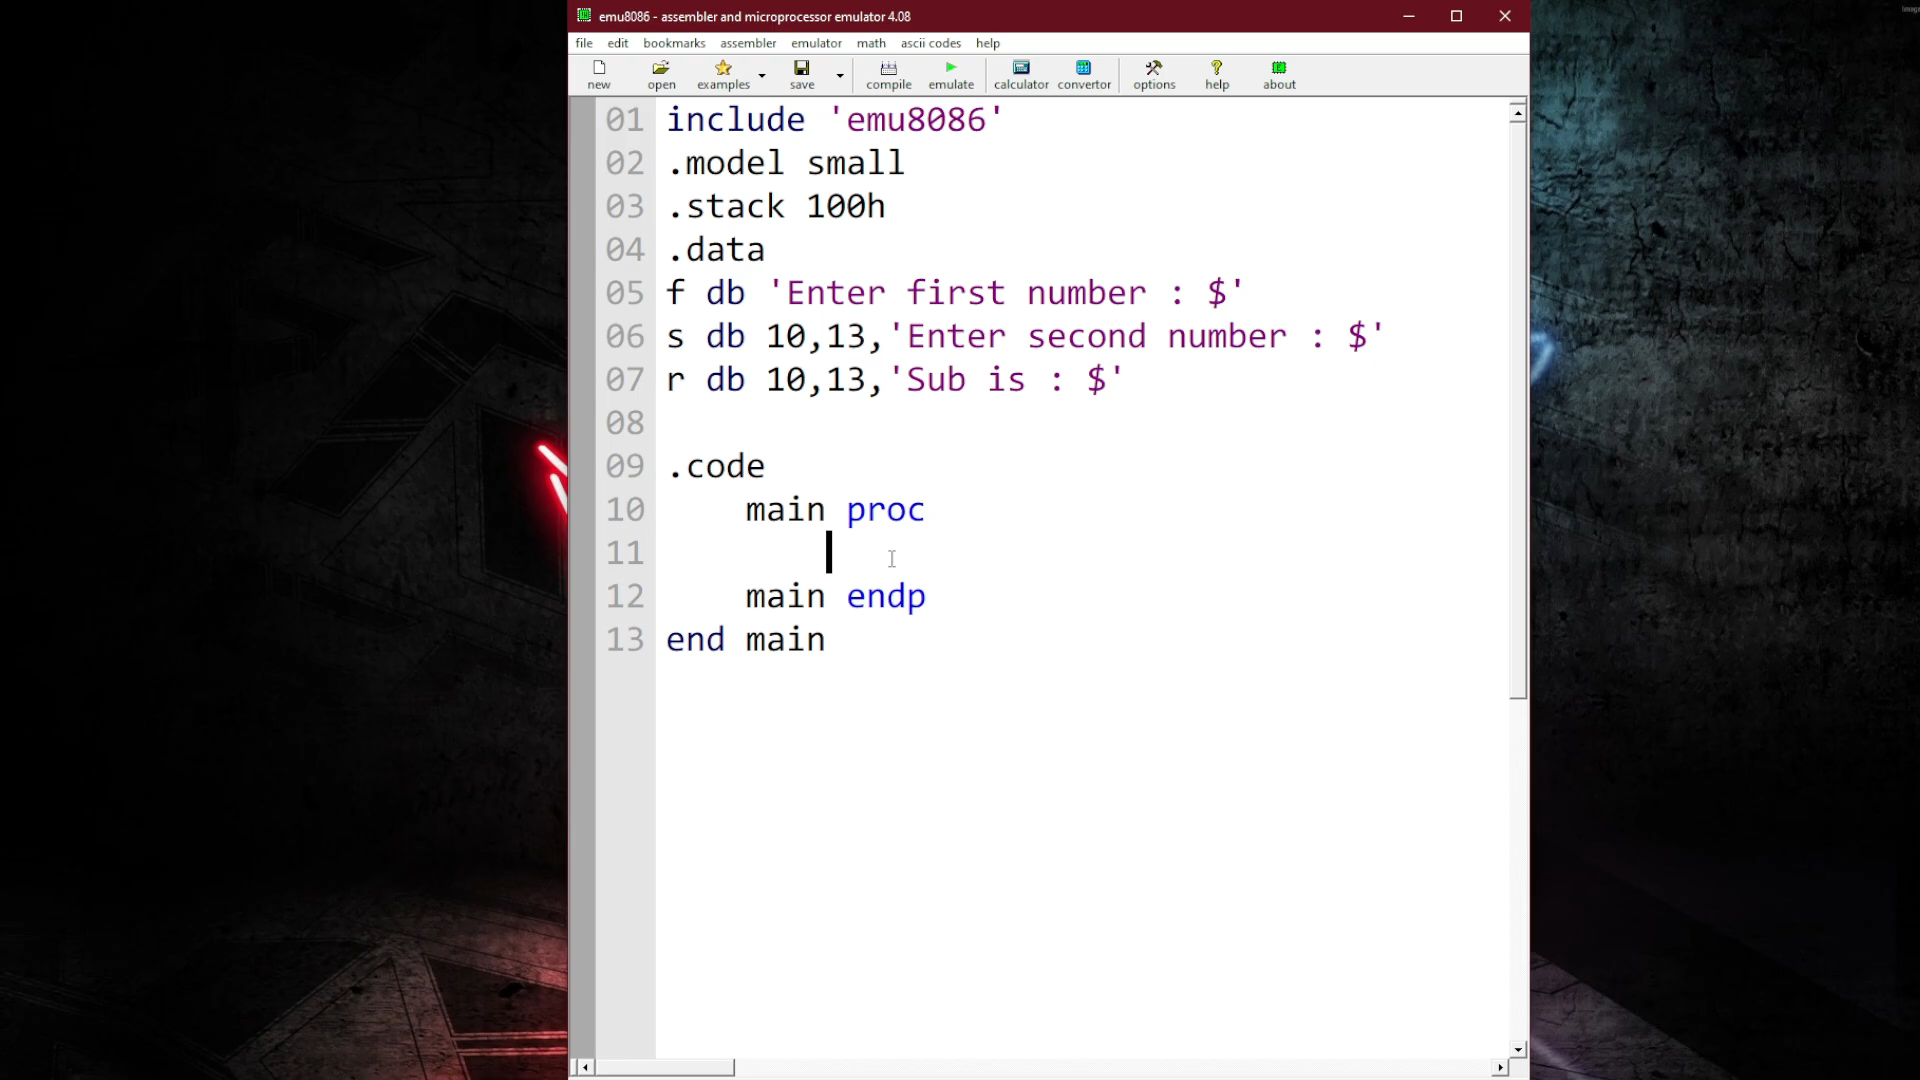 emu8086 - assembler and microprocessor emulator 4.08
file edit bookmarks assembler emulator math ascii codes help
new open examples save compile emulate calculator convertor options help about
01 include 'emu8086'
02 .model small
03 .stack 100h
04 .data
05 f db 'Enter first number : $'
06 s db 10,13,'Enter second number : $'
07 r db 10,13,'Sub is : $'
08
09 .code
10 main proc
11
12 main endp
13 end main